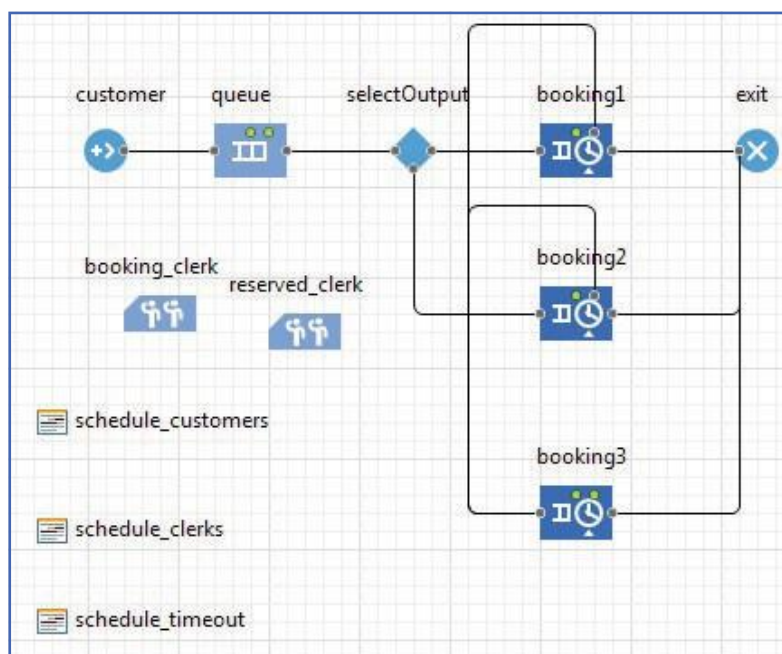 customer
queue
selectOutput
booking1
exit
booking_clerk
reserved_clerk
booking2
schedule_customers
booking3
schedule_clerks
schedule_timeout